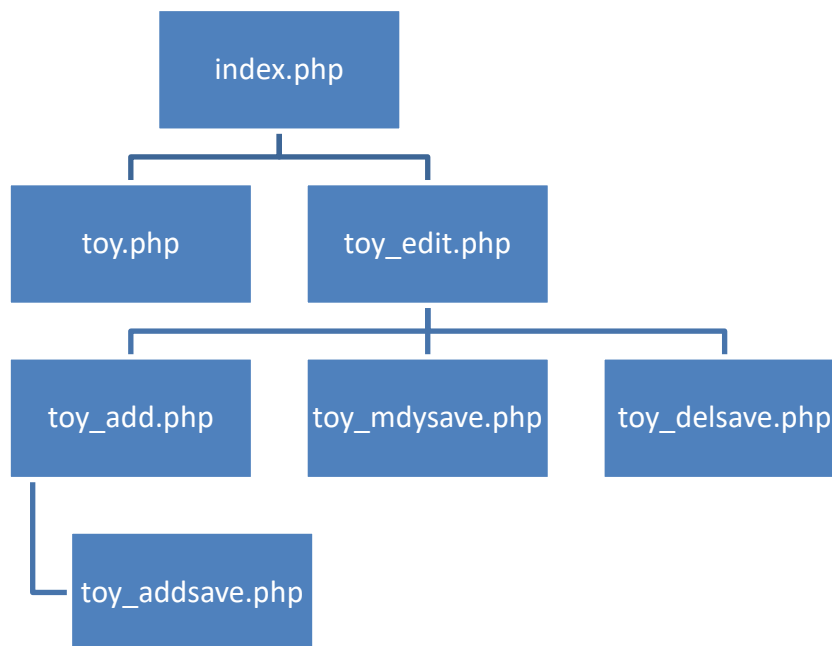 index.php
toy.php
toy_edit.php
toy_add.php
toy_mdysave.php
toy_delsave.php
toy_addsave.php